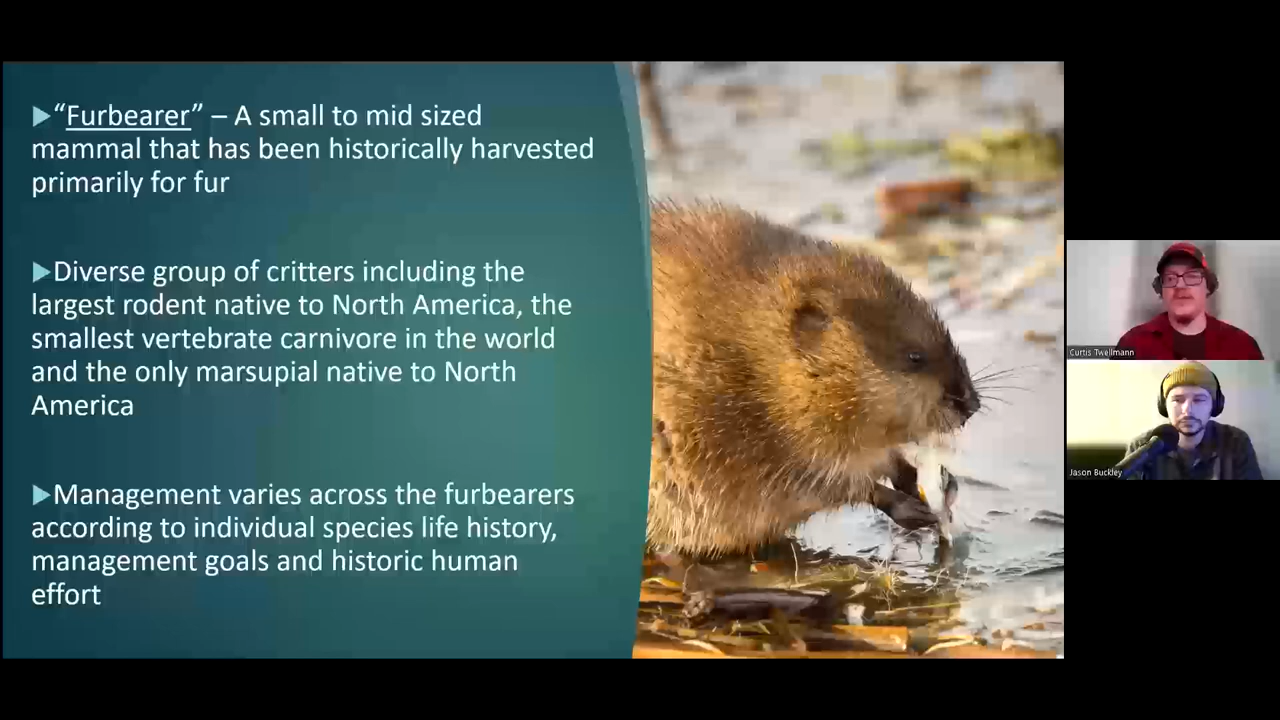 ▶“Furbearer” – A small to mid sized
mammal that has been historically harvested
primarily for fur
▶Diverse group of critters including the
largest rodent native to North America, the
smallest vertebrate carnivore in the world
and the only marsupial native to North
America
▶Management varies across the furbearers
according to individual species life history,
management goals and historic human
effort
Curtis Twellmann
Jason Buckley